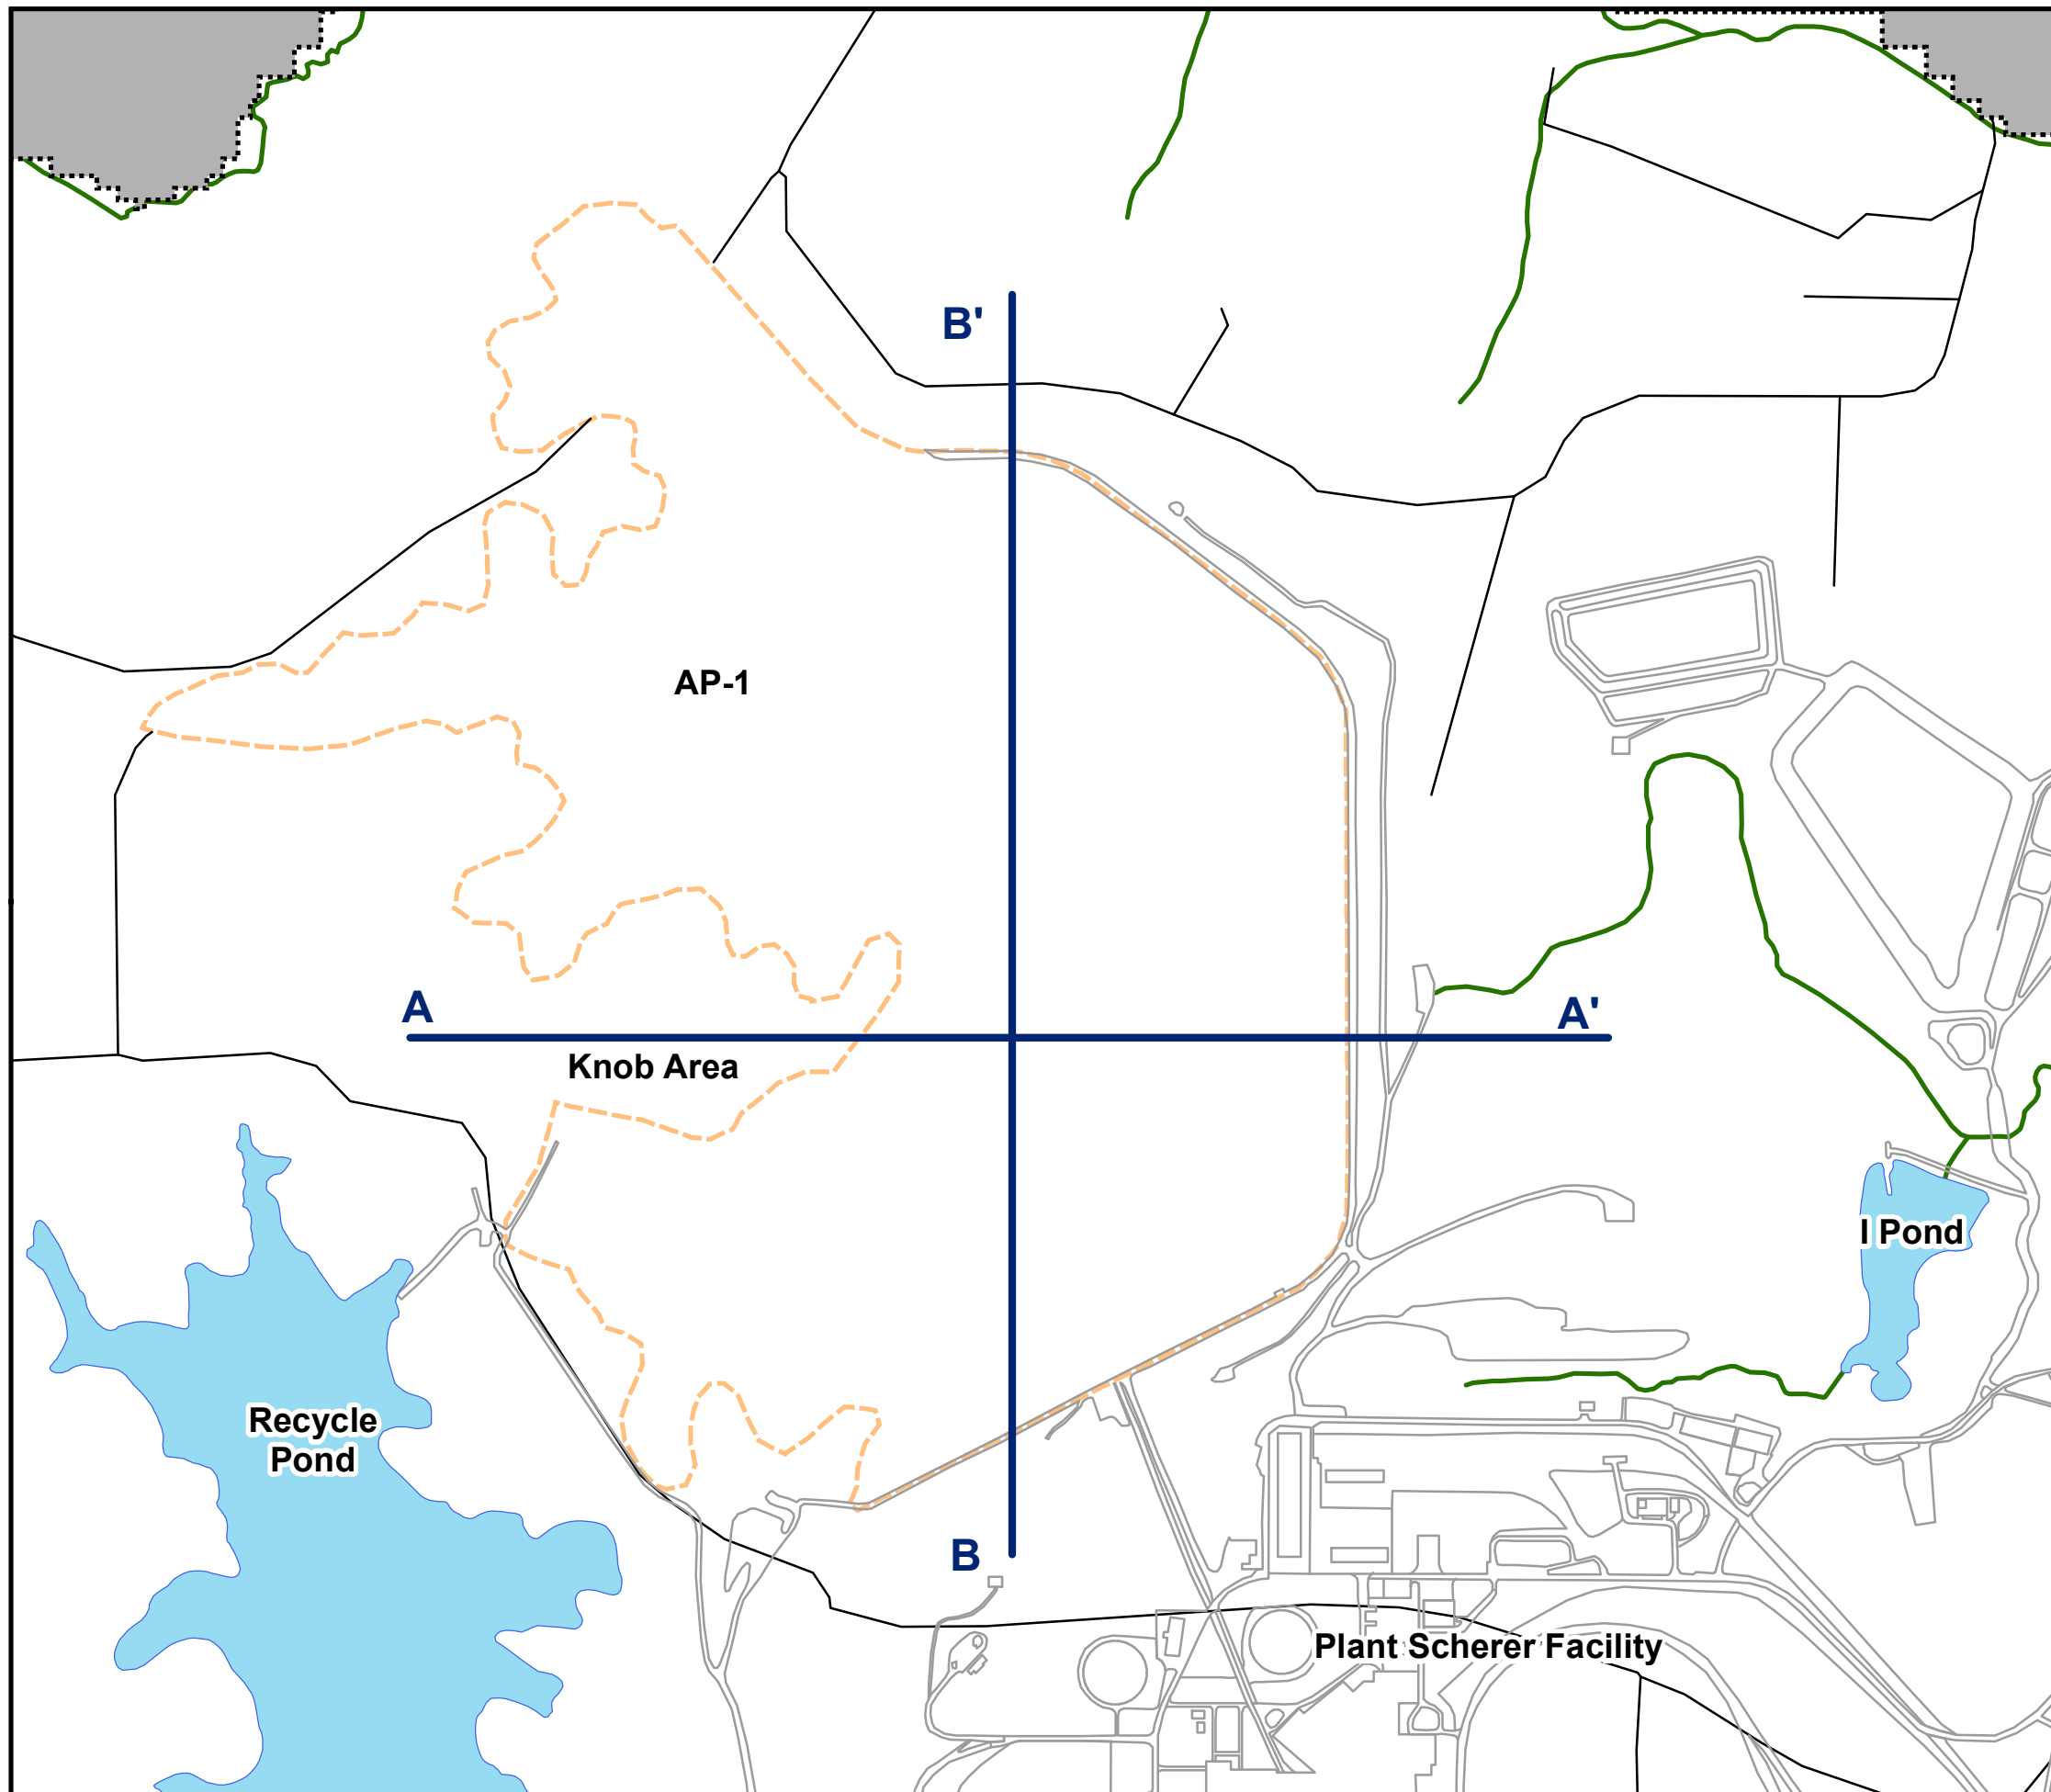 B'
AP-1
A
A'
Knob Area
I Pond
Recycle
Pond
B
Plant Scherer Facility